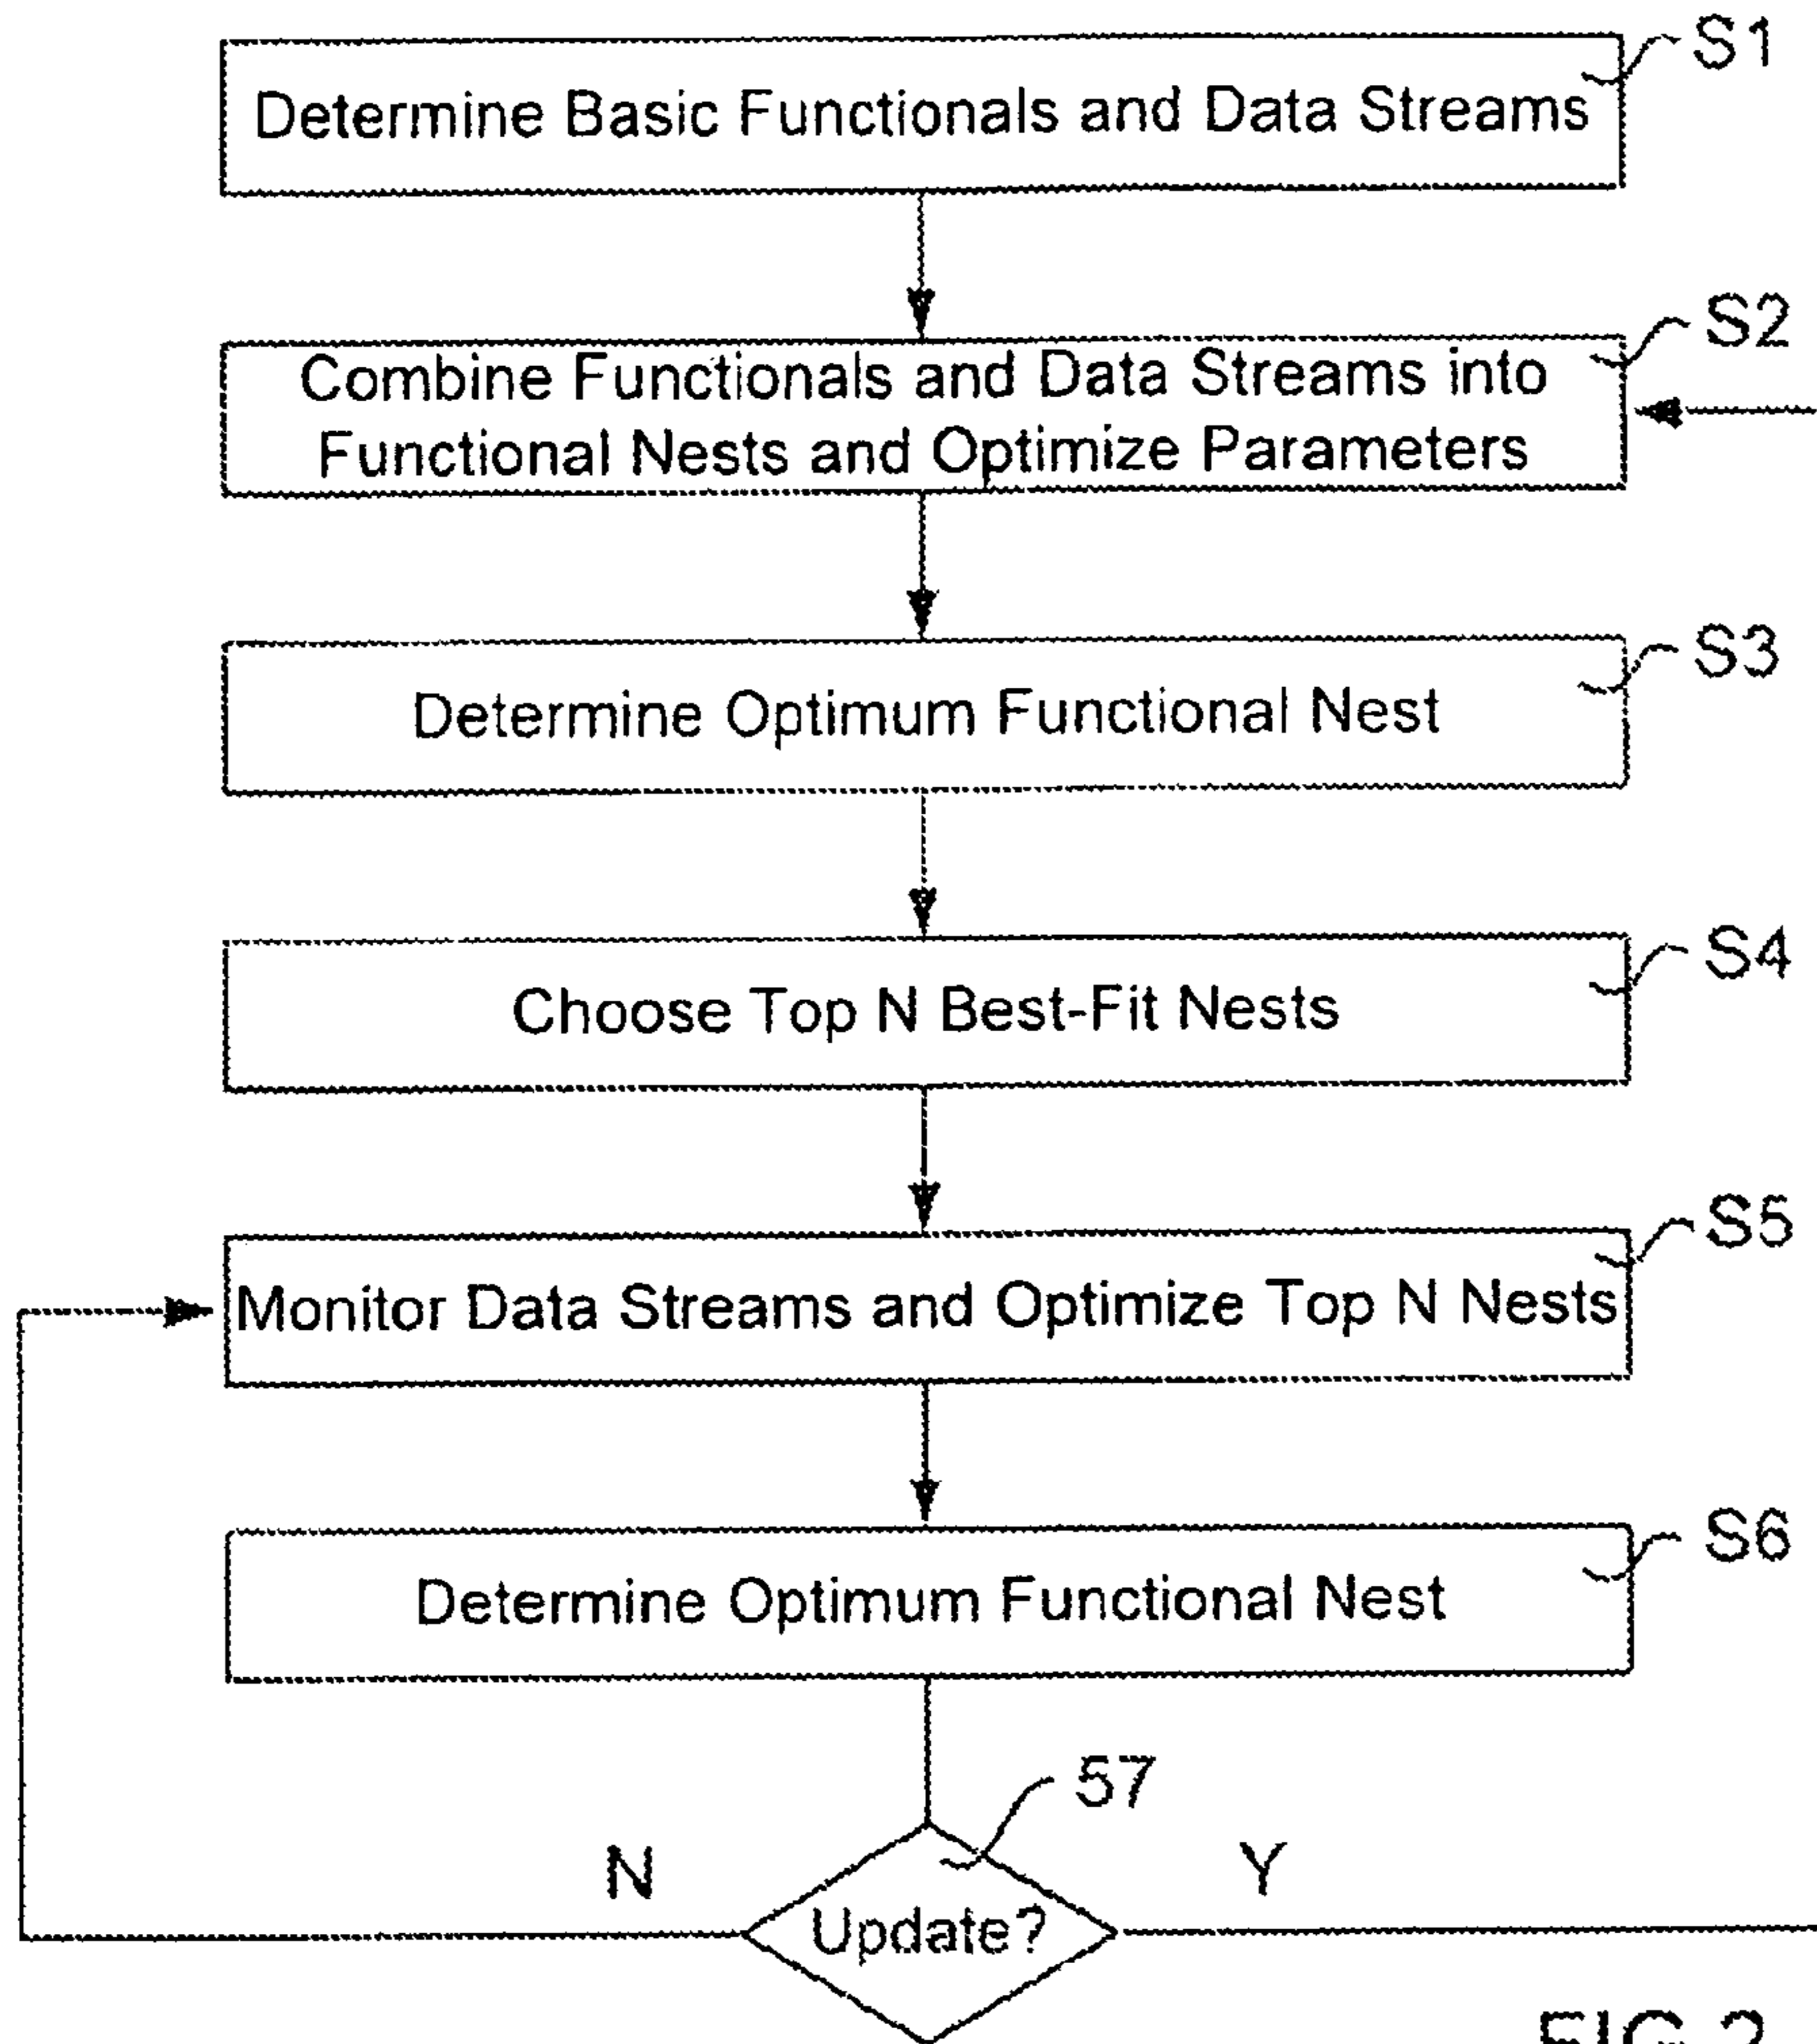 S1
Determine Basic Functionals and Data Streams
S2
Combine Functionals and Data Streams into
Functional Nests and Optimize Parameters
S3
Determine Optimum Functional Nest
S4
Choose Top N Best-Fit Nests
S5
Monitor Data Streams and Optimize Top N Nests
S6
Determine Optimum Functional Nest
57
N
Y
Update?
FIG.2